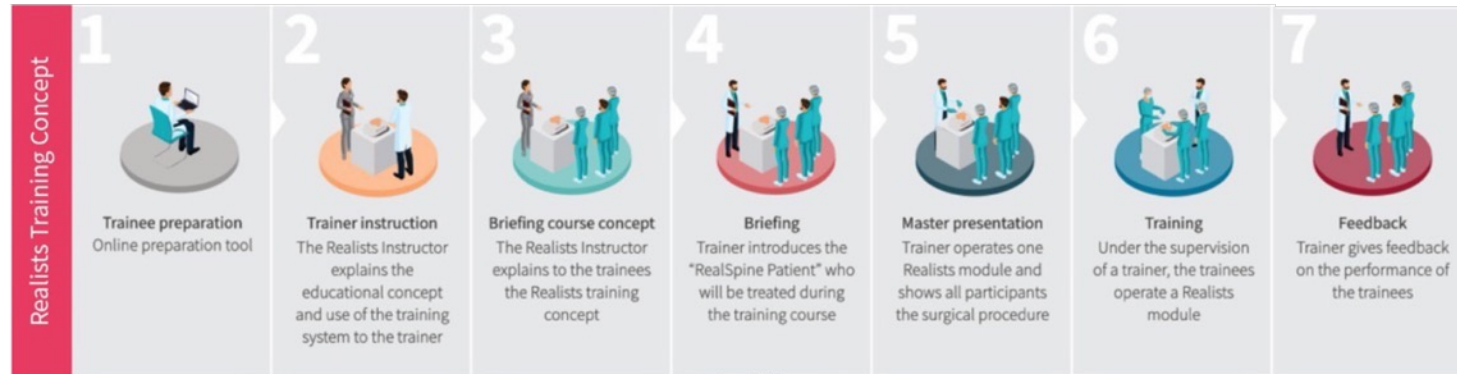 Realists Training Concept
1
Trainee preparation
Online preparation tool
2
Trainer instruction
The Realists Instructor
explains the
educational concept
and use of the training
system to the trainer
3
Briefing course concept
The Realists Instructor
explains to the trainees
the Realists training
concept
4
Briefing
Trainer introduces the
“RealSpine Patient” who
will be treated during
the training course
5
Master presentation
Trainer operates one
Realists module and
shows all participants
the surgical procedure
6
Training
Under the supervision
of a trainer, the trainees
operate a Realists
module
7
Feedback
Trainer gives feedback
on the performance of
the trainees